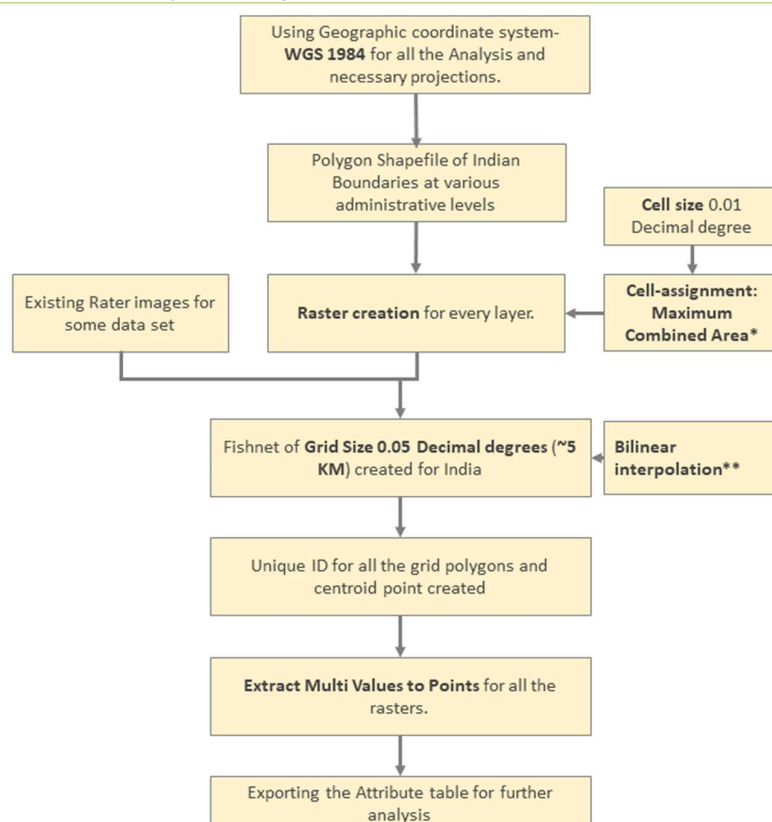 Using Geographic coordinate system-
WGS 1984 for all the Analysis and
necessary projections.
Polygon Shapefile of Indian
Boundaries at various
administrative levels
Cell size 0.01
Decimal degree
Existing Rater images for
some data set
Raster creation for every layer.
Cell-assignment:
Maximum
Combined Area*
Fishnet of Grid Size 0.05 Decimal degrees (~5
KM) created for India
Bilinear
interpolation**
Unique ID for all the grid polygons and
centroid point created
Extract Multi Values to Points for all the
rasters.
Exporting the Attribute table for further
analysis